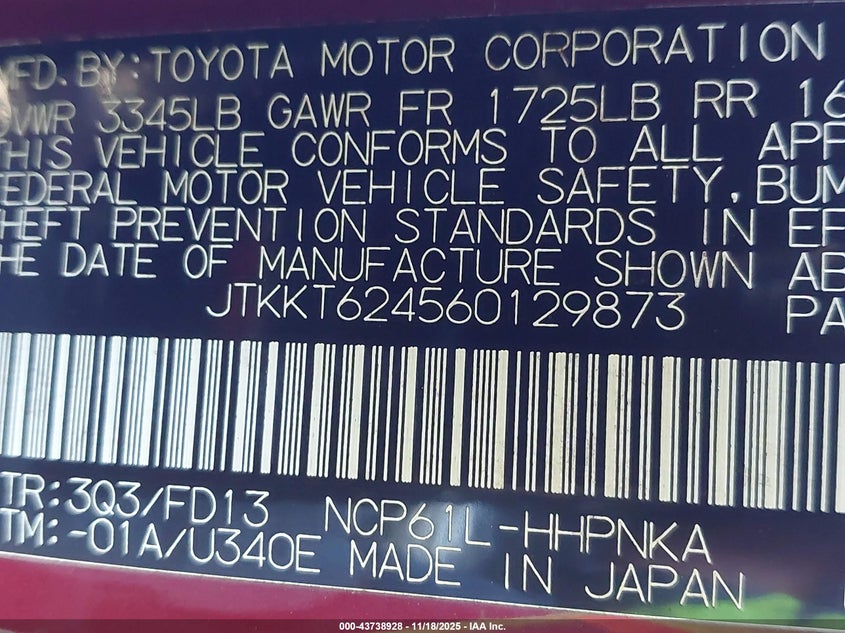 MFD. BY: TOYOTA MOTOR CORPORATION
GVWR 3345LB GAWR FR 1725LB RR 16
THIS VEHICLE CONFORMS TO ALL APP
FEDERAL MOTOR VEHICLE SAFETY, BUM
THEFT PREVENTION STANDARDS IN EF
THE DATE OF MANUFACTURE SHOWN AB
JTKKT624560129873 PA
TR: 3Q3/FD13 NCP61L-HHPNKA
TM: -01A/U340E MADE IN JAPAN
000-43738928 - 11/18/2025 - IAA Inc.